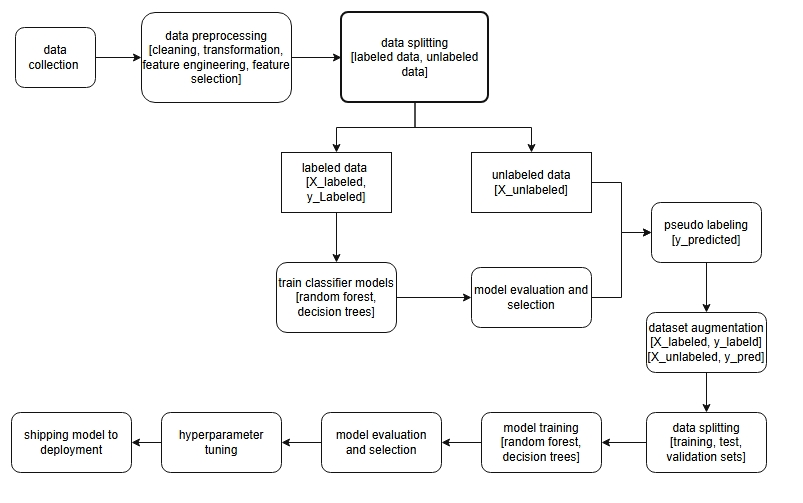 data
collection
data preprocessing
[cleaning, transformation,
feature engineering, feature
selection]
data splitting
[labeled data, unlabeled
data]
labeled data
[X_labeled,
y_Labeled]
unlabeled data
[X_unlabeled]
pseudo labeling
[y_predicted]
train classifier models
[random forest,
decision trees]
model evaluation and
selection
dataset augmentation
[X_labeled, y_labeld]
[X_unlabeled, y_pred]
data splitting
[training, test,
validation sets]
model training
[random forest,
decision trees]
model evaluation
and selection
hyperparameter
tuning
shipping model to
deployment